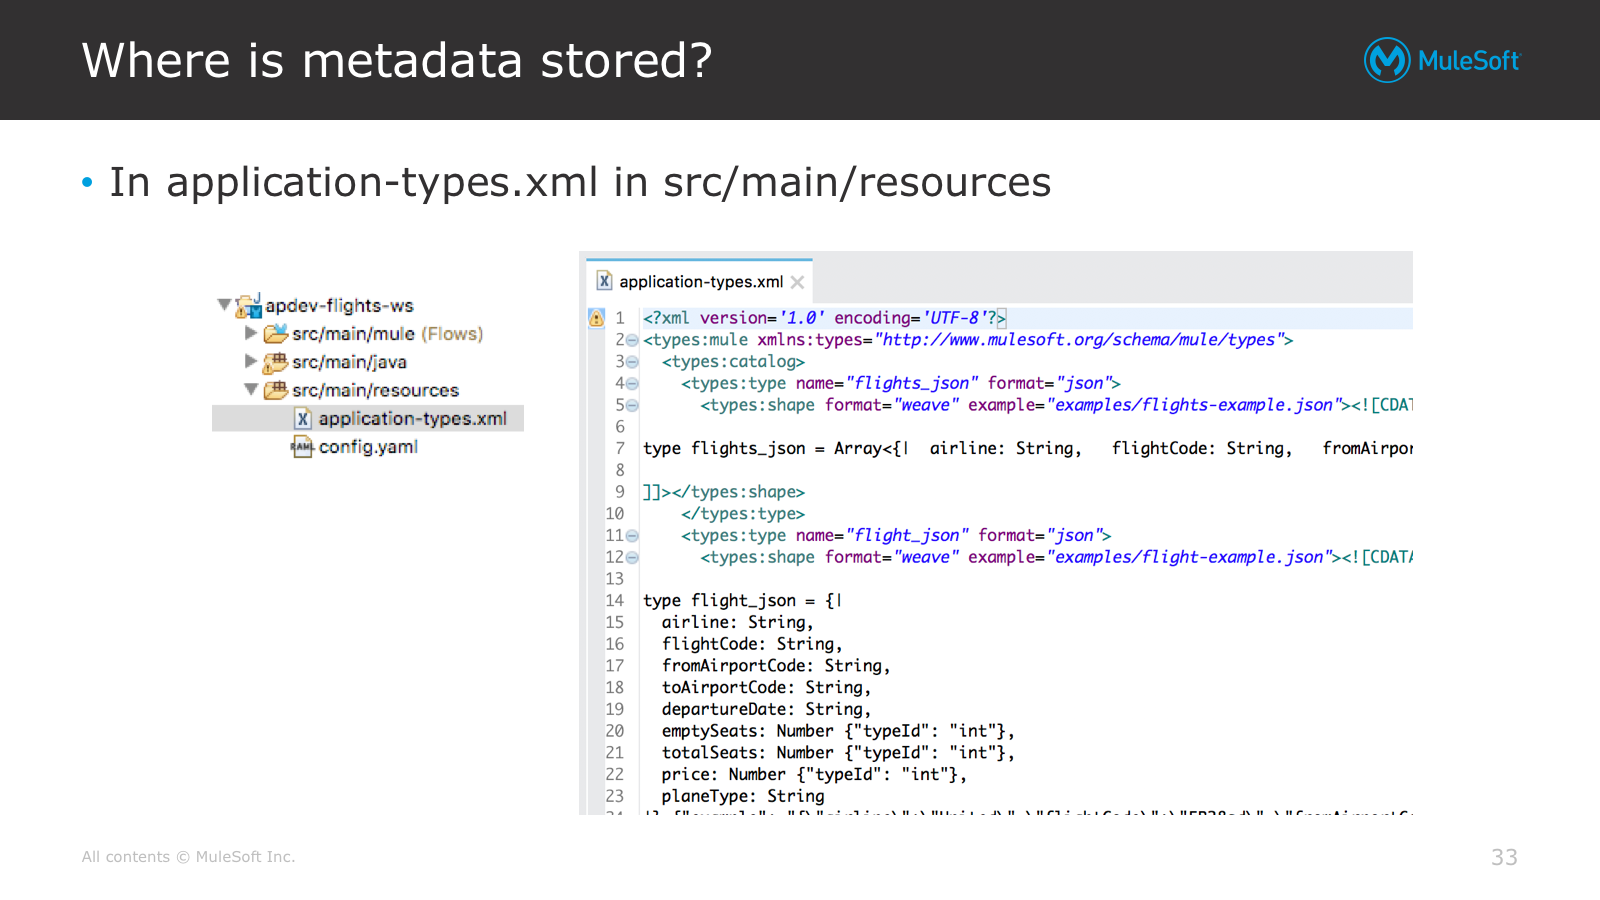 Where is metadata stored?
MuleSoft
• In application-types.xml in src/main/resources
apdev-flights-ws
src/main/mule (Flows)
src/main/java
src/main/resources
application-types.xml
config.yaml
application-types.xml
1 <?xml version='1.0' encoding='UTF-8'?>
2 <types:mule xmlns:types="http://www.mulesoft.org/schema/mule/types">
3 <types:catalog>
4 <types:type name="flights_json" format="json">
5 <types:shape format="weave" example="examples/flights-example.json"><![CDAT
6
7 type flights_json = Array<{| airline: String, flightCode: String, fromAirpor
8
9 ]]></types:shape>
10 </types:type>
11 <types:type name="flight_json" format="json">
12 <types:shape format="weave" example="examples/flight-example.json"><![CDATA
13
14 type flight_json = {|
15 airline: String,
16 flightCode: String,
17 fromAirportCode: String,
18 toAirportCode: String,
19 departureDate: String,
20 emptySeats: Number {"typeId": "int"},
21 totalSeats: Number {"typeId": "int"},
22 price: Number {"typeId": "int"},
23 planeType: String
All contents © MuleSoft Inc.
33